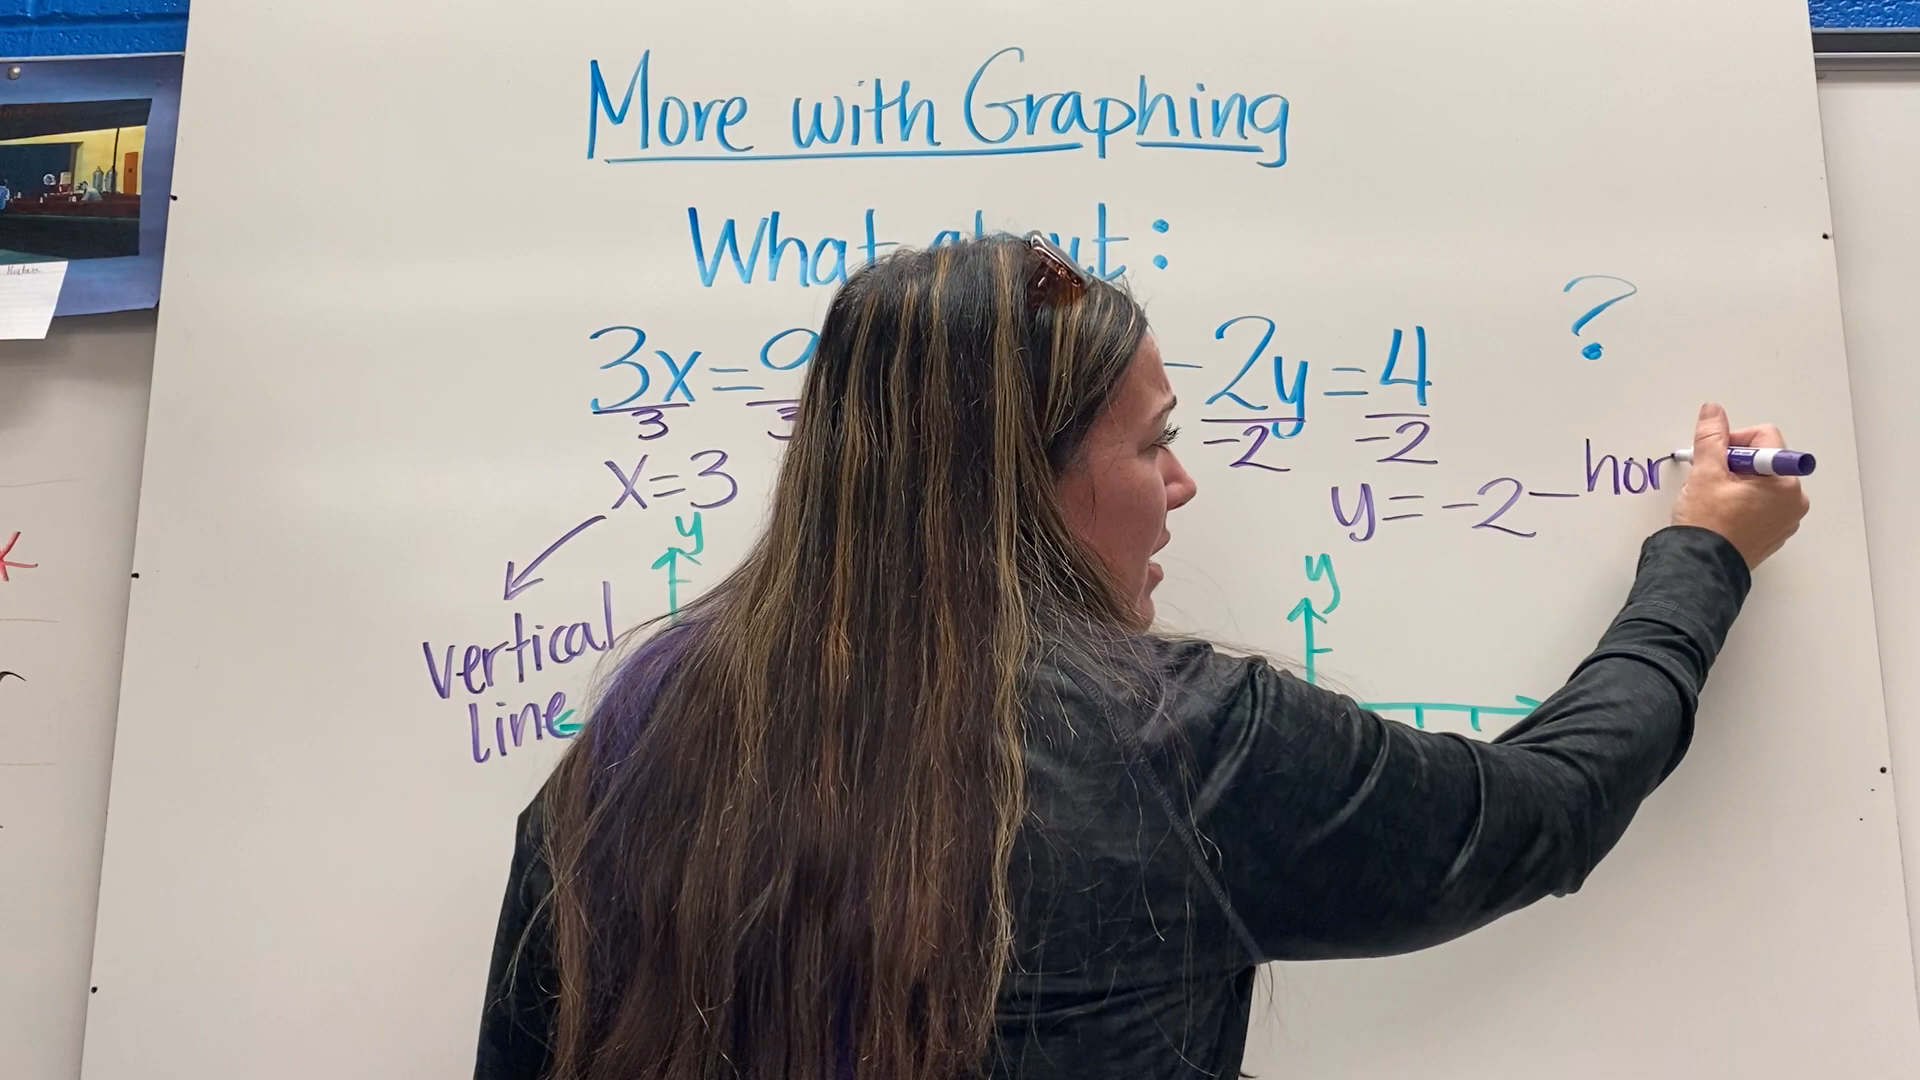 More with Graphing
What about:
3x=9 -2y=4 ?
3 3 -2 -2
x=3 y=-2 - hor
y y
vertical
line